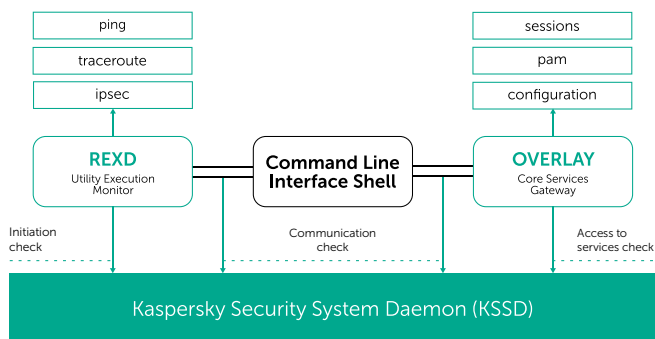 ping
traceroute
ipsec
sessions
pam
configuration
REXD
Utility Execution
Monitor
Command Line
Interface Shell
OVERLAY
Core Services
Gateway
Initiation
check
Communication
check
Access to
services check
Kaspersky Security System Daemon (KSSD)